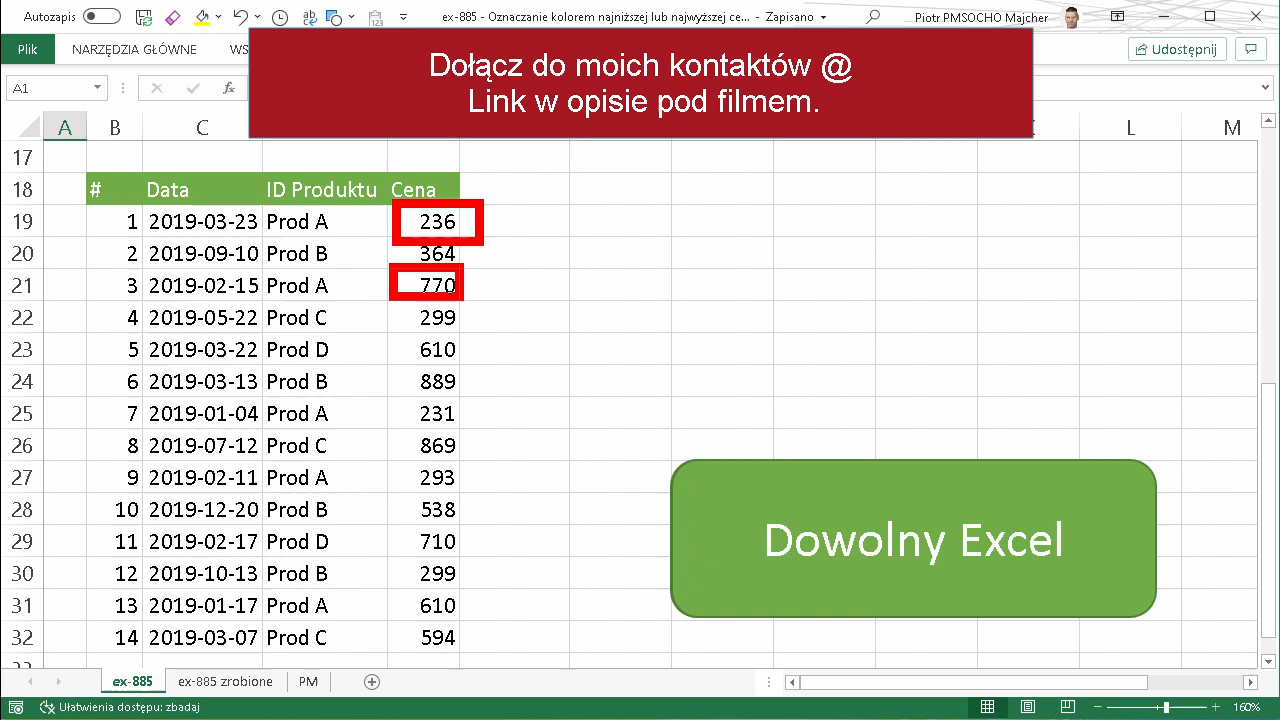 Autozapis
ex-885 - Oznaczanie kolorem najniższej lub najwyższej ce... - Zapisano
Piotr PMSOCHO Majcher
Plik
NARZĘDZIA GŁÓWNE
WS
Udostępnij
Dołącz do moich kontaktów @
Link w opisie pod filmem.
A1
fx
A B C L M
17
18 # Data ID Produktu Cena
19 1 2019-03-23 Prod A 236
20 2 2019-09-10 Prod B 364
21 3 2019-02-15 Prod A 770
22 4 2019-05-22 Prod C 299
23 5 2019-03-22 Prod D 610
24 6 2019-03-13 Prod B 889
25 7 2019-01-04 Prod A 231
26 8 2019-07-12 Prod C 869
27 9 2019-02-11 Prod A 293
28 10 2019-12-20 Prod B 538
29 11 2019-02-17 Prod D 710
30 12 2019-10-13 Prod B 299
31 13 2019-01-17 Prod A 610
32 14 2019-03-07 Prod C 594
Dowolny Excel
ex-885
ex-885 zrobione
PM
Ułatwienia dostępu: zbadaj
160%